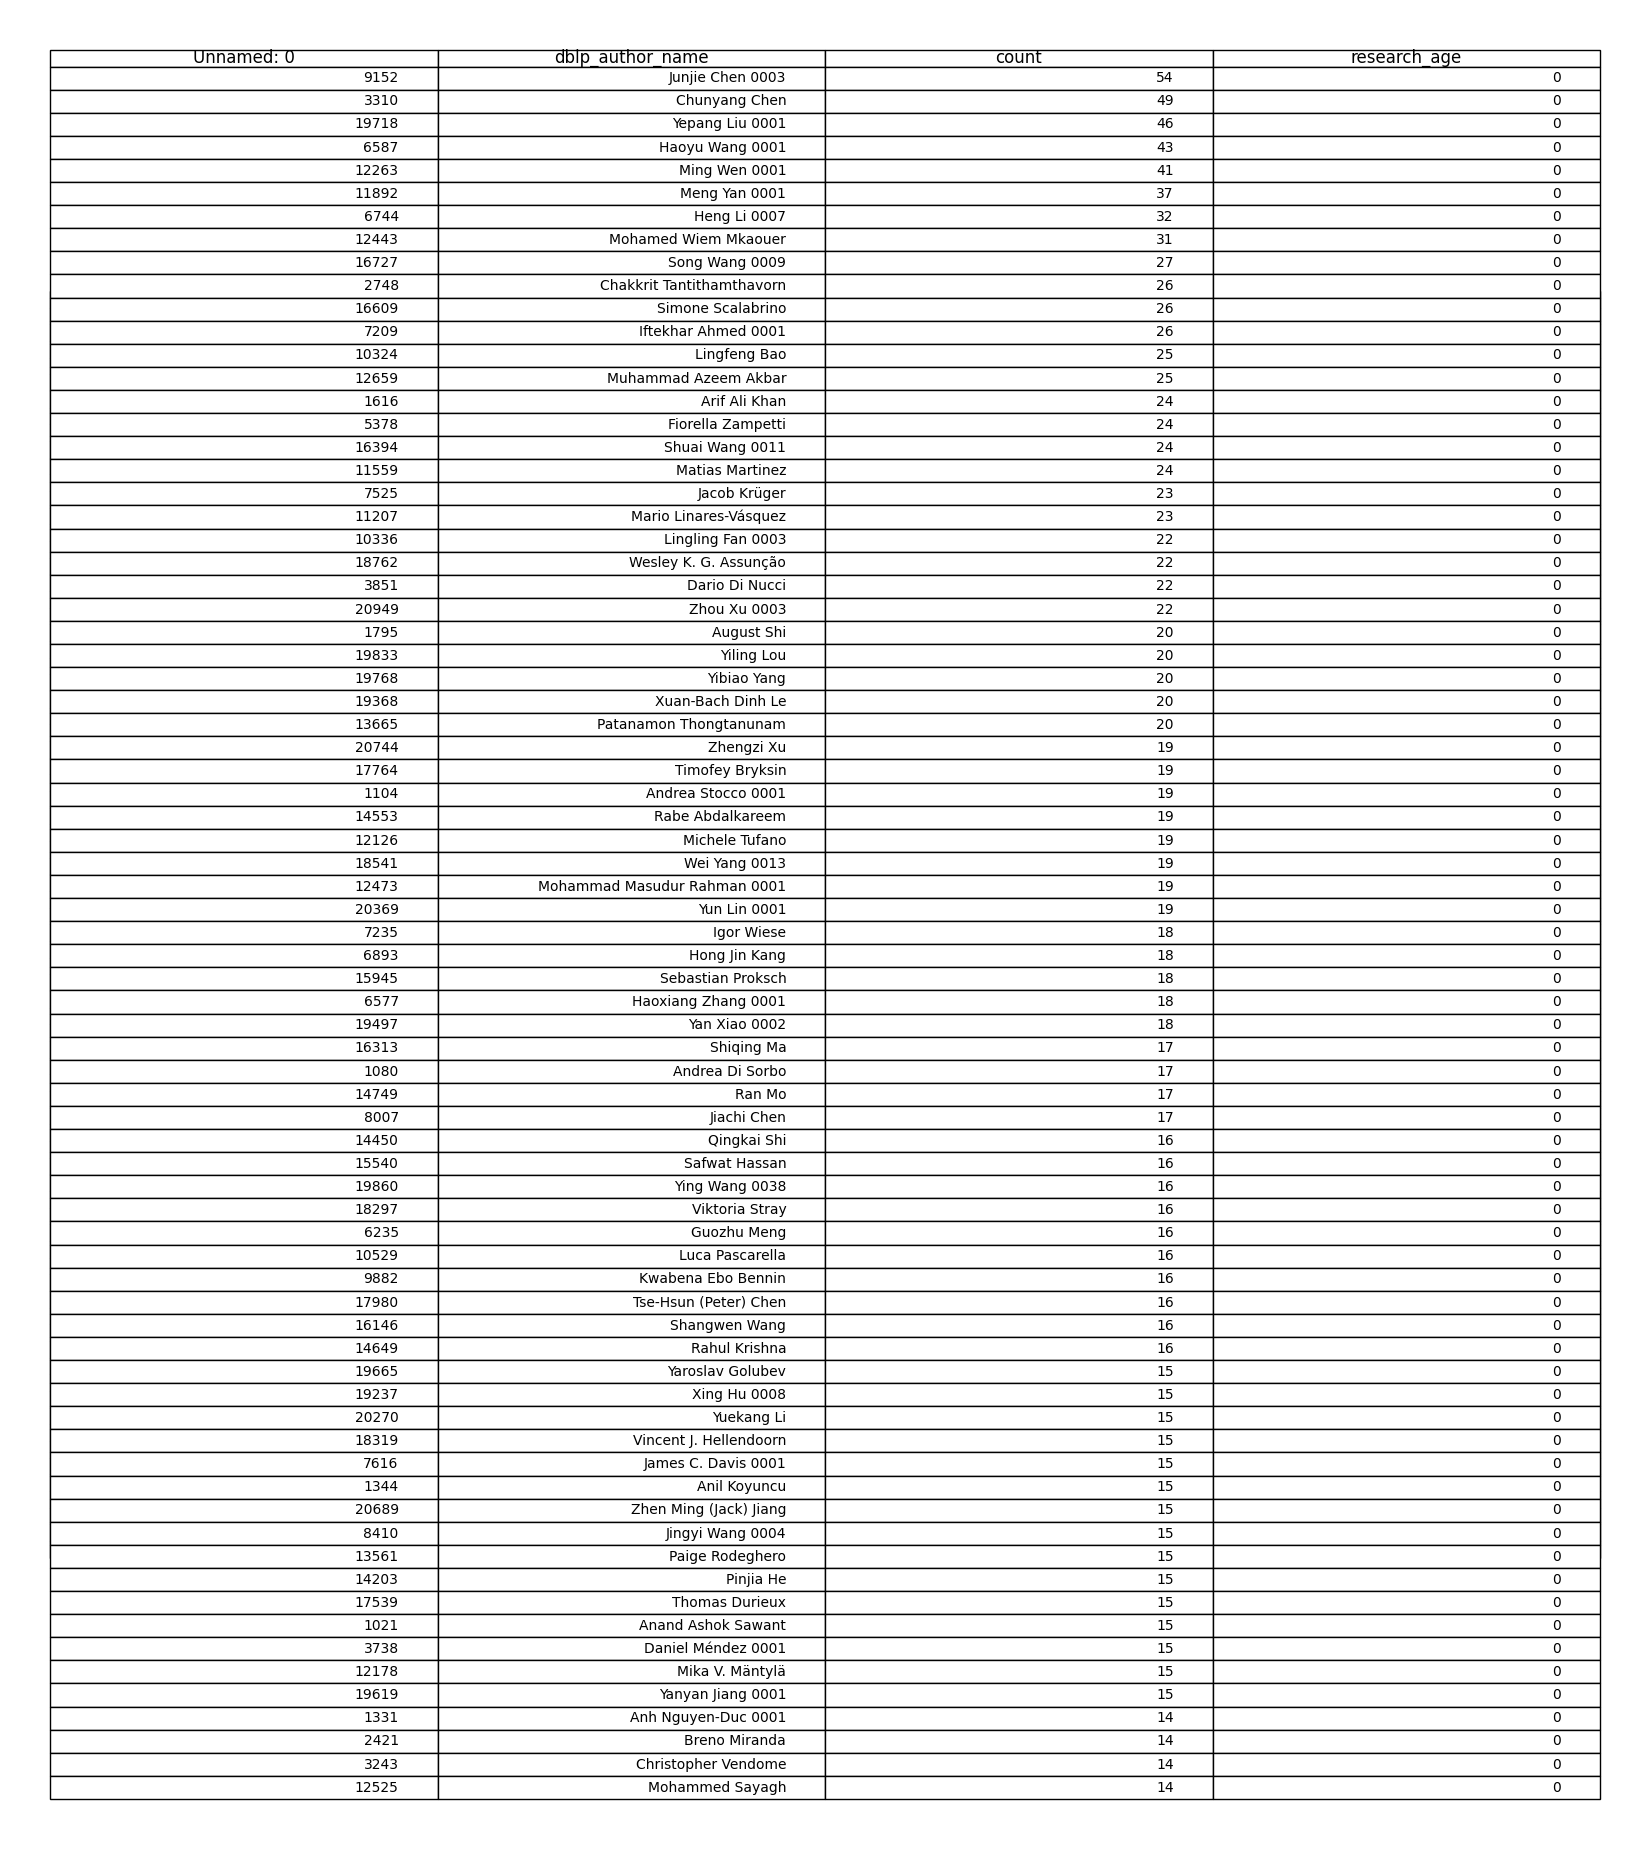 Unnamed: 0 dblp_author_name count research_age
9152 Junjie Chen 0003 54 0
3310 Chunyang Chen 49 0
19718 Yepang Liu 0001 46 0
6587 Haoyu Wang 0001 43 0
12263 Ming Wen 0001 41 0
11892 Meng Yan 0001 37 0
6744 Heng Li 0007 32 0
12443 Mohamed Wiem Mkaouer 31 0
16727 Song Wang 0009 27 0
2748 Chakkrit Tantithamthavorn 26 0
16609 Simone Scalabrino 26 0
7209 Iftekhar Ahmed 0001 26 0
10324 Lingfeng Bao 25 0
12659 Muhammad Azeem Akbar 25 0
1616 Arif Ali Khan 24 0
5378 Fiorella Zampetti 24 0
16394 Shuai Wang 0011 24 0
11559 Matias Martinez 24 0
7525 Jacob Krüger 23 0
11207 Mario Linares-Vásquez 23 0
10336 Lingling Fan 0003 22 0
18762 Wesley K. G. Assunção 22 0
3851 Dario Di Nucci 22 0
20949 Zhou Xu 0003 22 0
1795 August Shi 20 0
19833 Yiling Lou 20 0
19768 Yibiao Yang 20 0
19368 Xuan-Bach Dinh Le 20 0
13665 Patanamon Thongtanunam 20 0
20744 Zhengzi Xu 19 0
17764 Timofey Bryksin 19 0
1104 Andrea Stocco 0001 19 0
14553 Rabe Abdalkareem 19 0
12126 Michele Tufano 19 0
18541 Wei Yang 0013 19 0
12473 Mohammad Masudur Rahman 0001 19 0
20369 Yun Lin 0001 19 0
7235 Igor Wiese 18 0
6893 Hong Jin Kang 18 0
15945 Sebastian Proksch 18 0
6577 Haoxiang Zhang 0001 18 0
19497 Yan Xiao 0002 18 0
16313 Shiqing Ma 17 0
1080 Andrea Di Sorbo 17 0
14749 Ran Mo 17 0
8007 Jiachi Chen 17 0
14450 Qingkai Shi 16 0
15540 Safwat Hassan 16 0
19860 Ying Wang 0038 16 0
18297 Viktoria Stray 16 0
6235 Guozhu Meng 16 0
10529 Luca Pascarella 16 0
9882 Kwabena Ebo Bennin 16 0
17980 Tse-Hsun (Peter) Chen 16 0
16146 Shangwen Wang 16 0
14649 Rahul Krishna 16 0
19665 Yaroslav Golubev 15 0
19237 Xing Hu 0008 15 0
20270 Yuekang Li 15 0
18319 Vincent J. Hellendoorn 15 0
7616 James C. Davis 0001 15 0
1344 Anil Koyuncu 15 0
20689 Zhen Ming (Jack) Jiang 15 0
8410 Jingyi Wang 0004 15 0
13561 Paige Rodeghero 15 0
14203 Pinjia He 15 0
17539 Thomas Durieux 15 0
1021 Anand Ashok Sawant 15 0
3738 Daniel Méndez 0001 15 0
12178 Mika V. Mäntylä 15 0
19619 Yanyan Jiang 0001 15 0
1331 Anh Nguyen-Duc 0001 14 0
2421 Breno Miranda 14 0
3243 Christopher Vendome 14 0
12525 Mohammed Sayagh 14 0